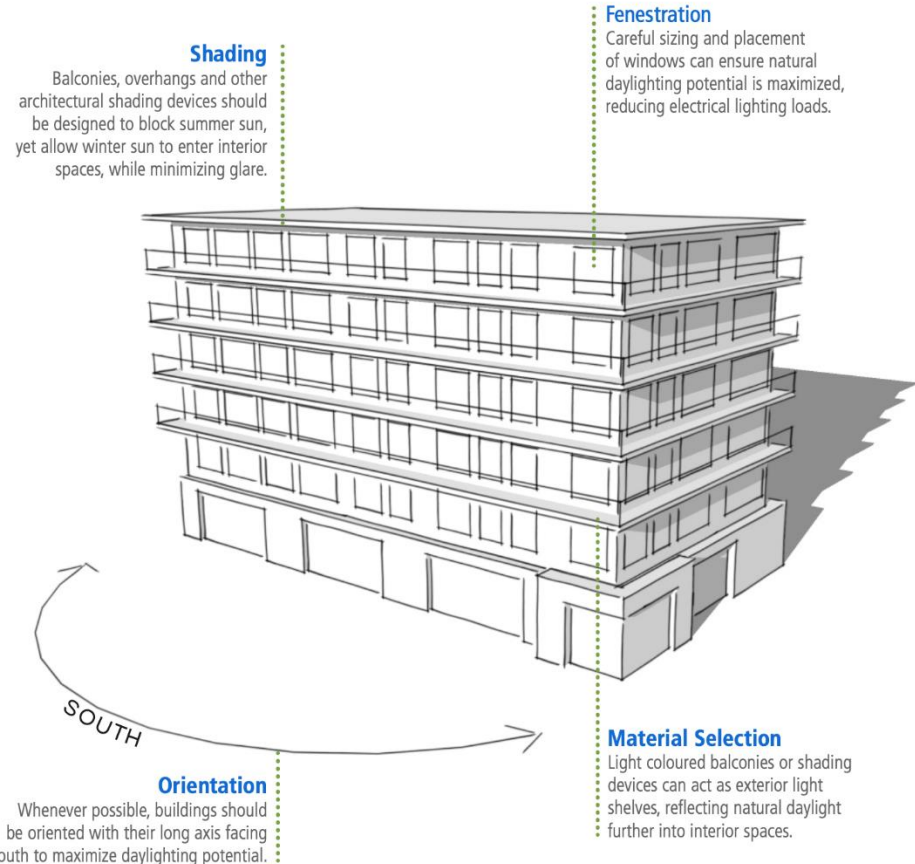 Fenestration
Careful sizing and placement
of windows can ensure natural
daylighting potential is maximized,
reducing electrical lighting loads.
Shading
Balconies, overhangs and other
architectural shading devices should
be designed to block summer sun,
yet allow winter sun to enter interior
spaces, while minimizing glare.
SOUTH
Material Selection
Light coloured balconies or shading
devices can act as exterior light
shelves, reflecting natural daylight
further into interior spaces.
Orientation
Whenever possible, buildings should
be oriented with their long axis facing
outh to maximize daylighting potential.